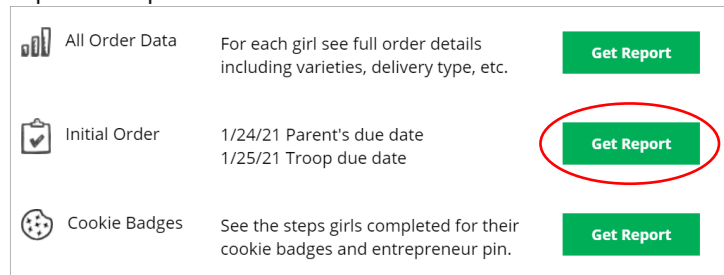 All Order Data
For each girl see full order details
including varieties, delivery type, etc.
Get Report
Initial Order
1/24/21 Parent's due date
1/25/21 Troop due date
Get Report
Cookie Badges
See the steps girls completed for their
cookie badges and entrepreneur pin.
Get Report